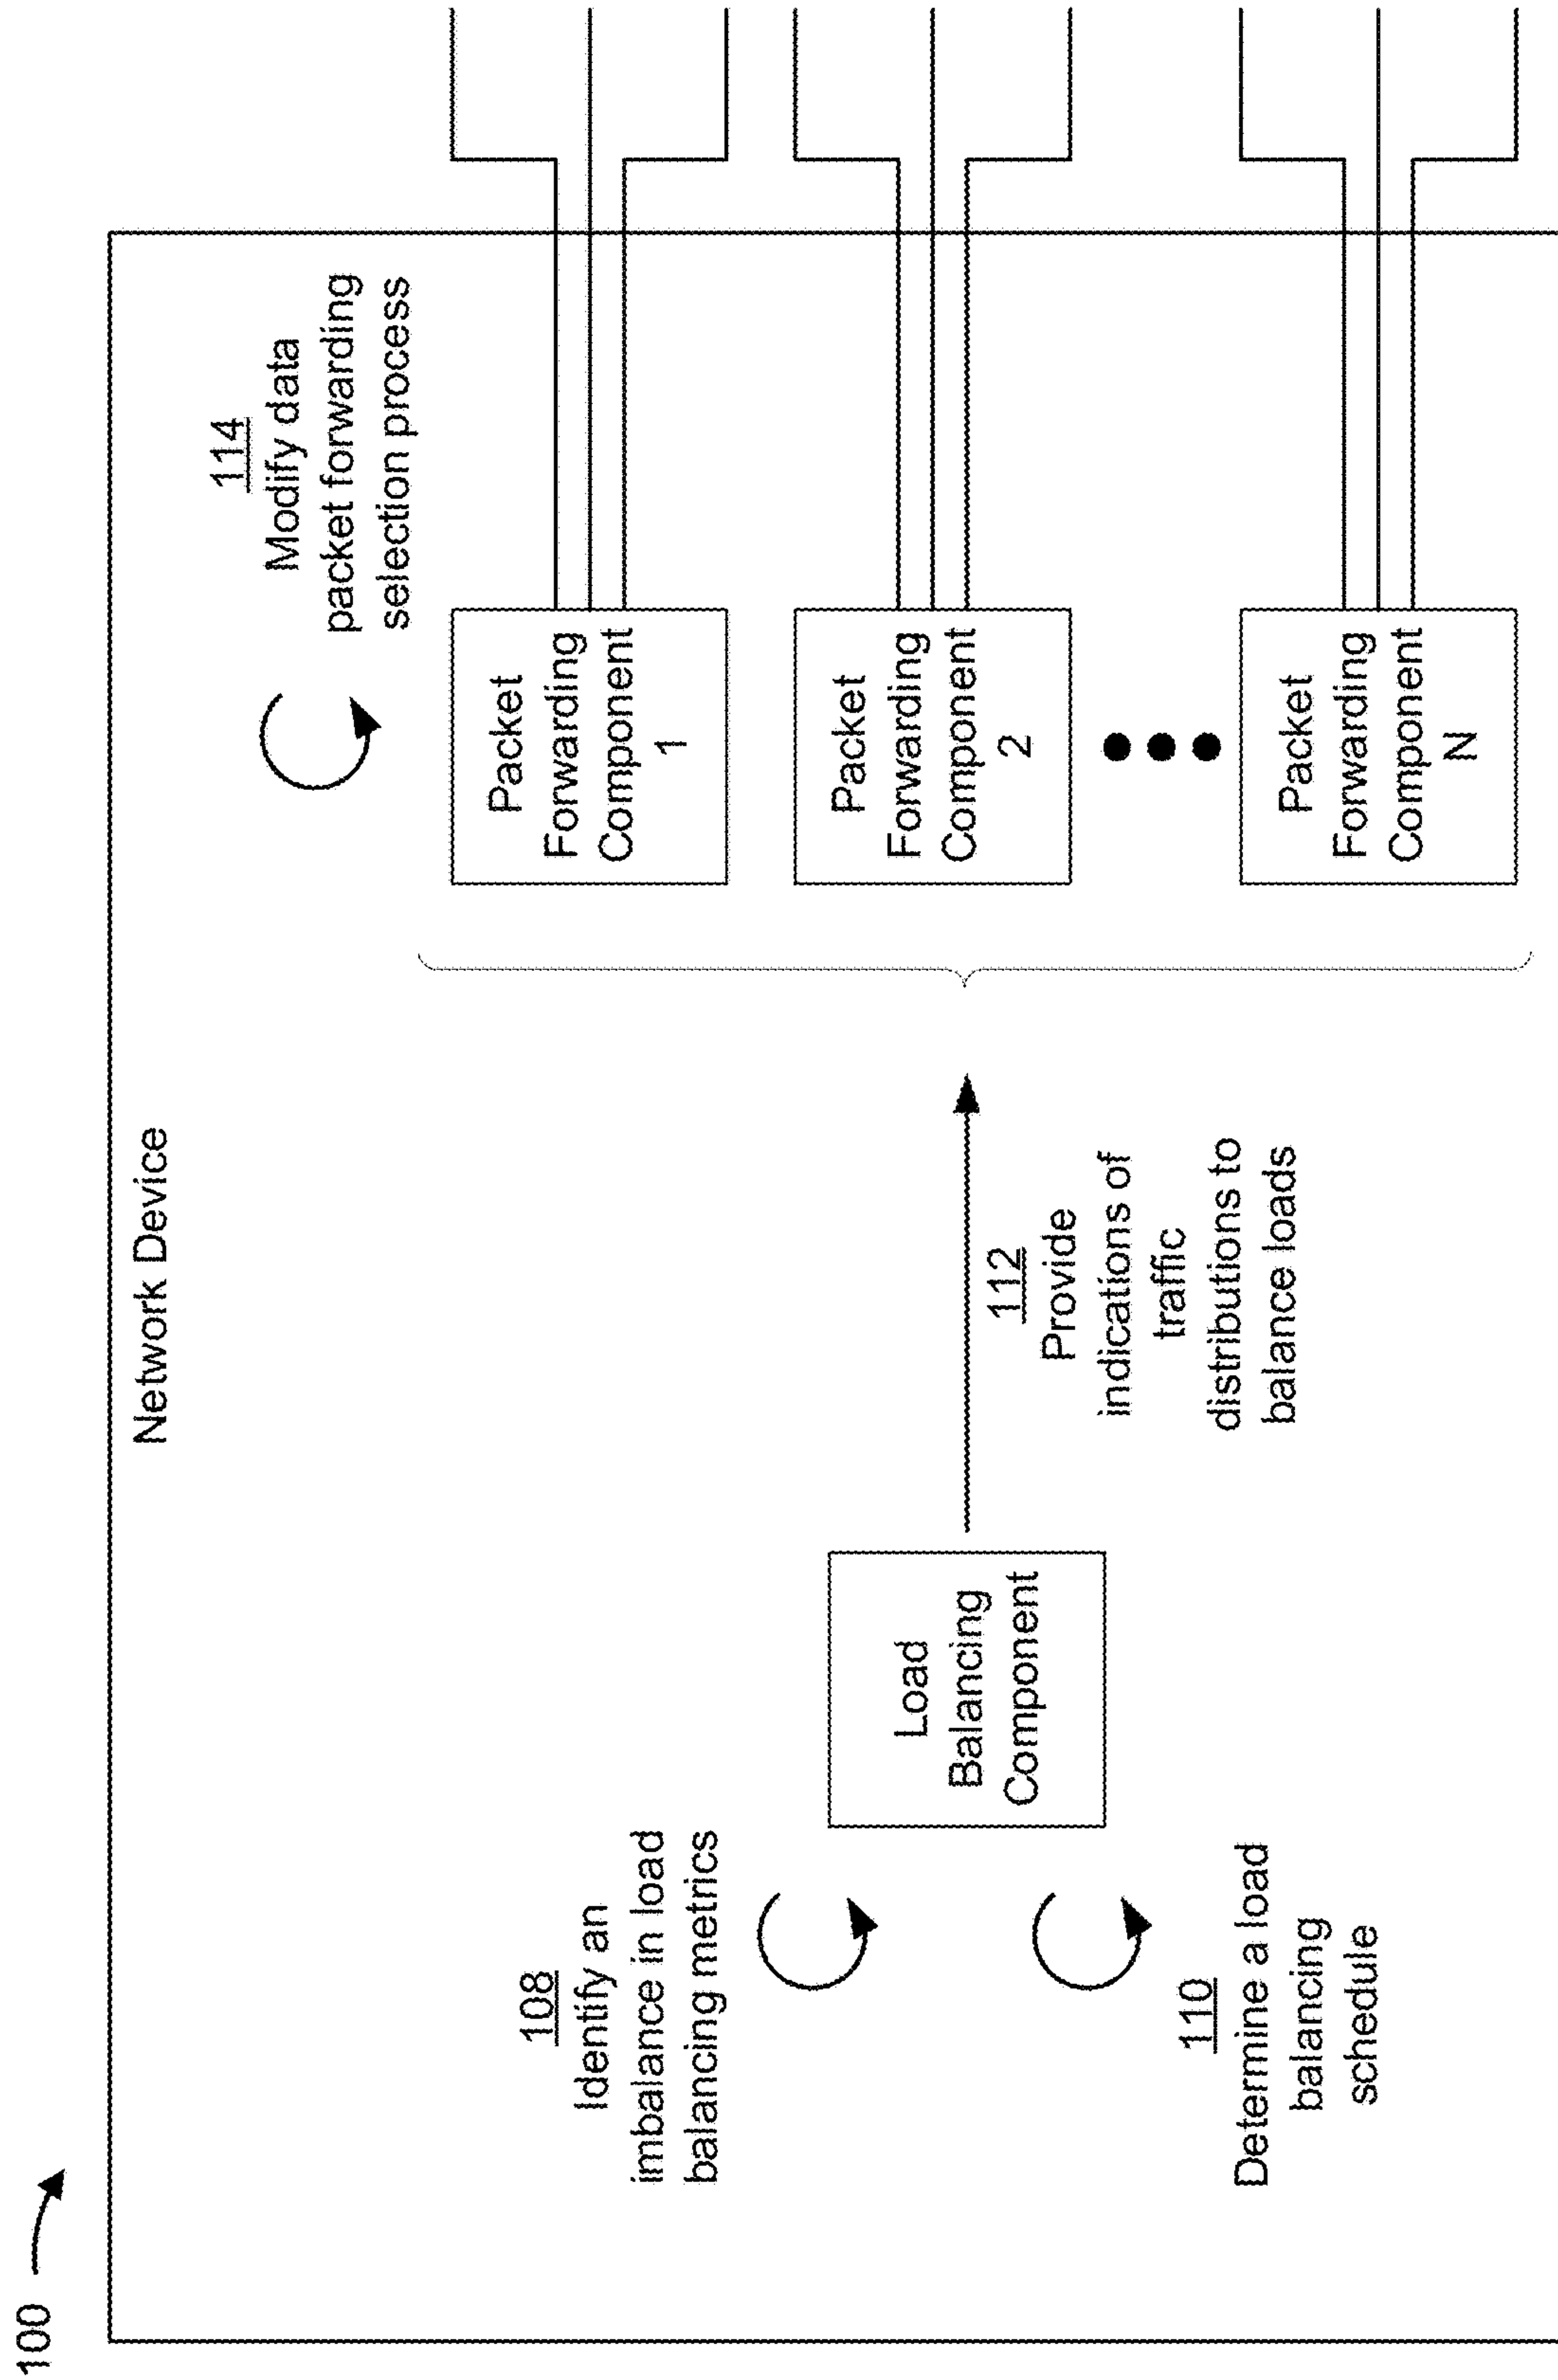 100
Network Device
108
Identify an
imbalance in load
balancing metrics
110
Determine a load
balancing
schedule
Load
Balancing
Component
112
Provide
indications of
traffic
distributions to
balance loads
114
Modify data
packet forwarding
selection process
Packet
Forwarding
Component
1
Packet
Forwarding
Component
2
Packet
Forwarding
Component
N